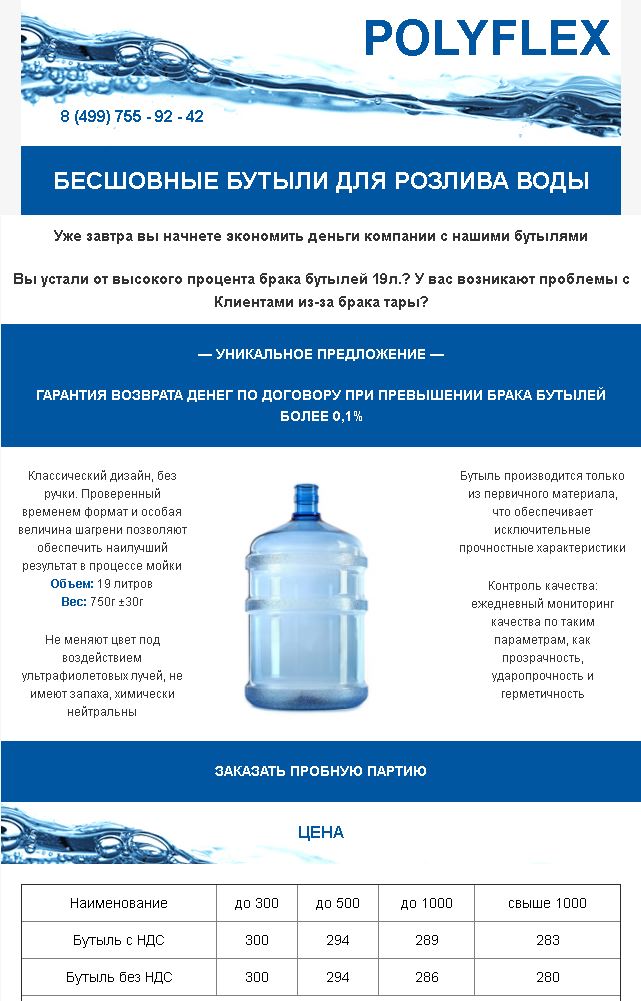 POLYFLEX
8 (499) 755 - 92 - 42
БЕСШОВНЫЕ БУТЫЛИ ДЛЯ РОЗЛИВА ВОДЫ
Уже завтра вы начнете экономить деньги компании с нашими бутылями
Вы устали от высокого процента брака бутылей 19л.? У вас возникают проблемы с
Клиентами из-за брака тары?
— УНИКАЛЬНОЕ ПРЕДЛОЖЕНИЕ —
ГАРАНТИЯ ВОЗВРАТА ДЕНЕГ ПО ДОГОВОРУ ПРИ ПРЕВЫШЕНИИ БРАКА БУТЫЛЕЙ
БОЛЕЕ 0,1%
Классический дизайн, без
ручки. Проверенный
временем формат и особая
величина шагрени позволяют
обеспечить наилучший
результат в процессе мойки
Объем: 19 литров
Вес: 750г ±30г
Не меняют цвет под
воздействием
ультрафиолетовых лучей, не
имеют запаха, химически
нейтральны
Бутыль производится только
из первичного материала,
что обеспечивает
исключительные
прочностные характеристики
Контроль качества:
ежедневный мониторинг
качества по таким
параметрам, как
прозрачность,
ударопрочность и
герметичность
ЗАКАЗАТЬ ПРОБНУЮ ПАРТИЮ
ЦЕНА
Наименование до 300 до 500 до 1000 свыше 1000
Бутыль с НДС 300 294 289 283
Бутыль без НДС 300 294 286 280